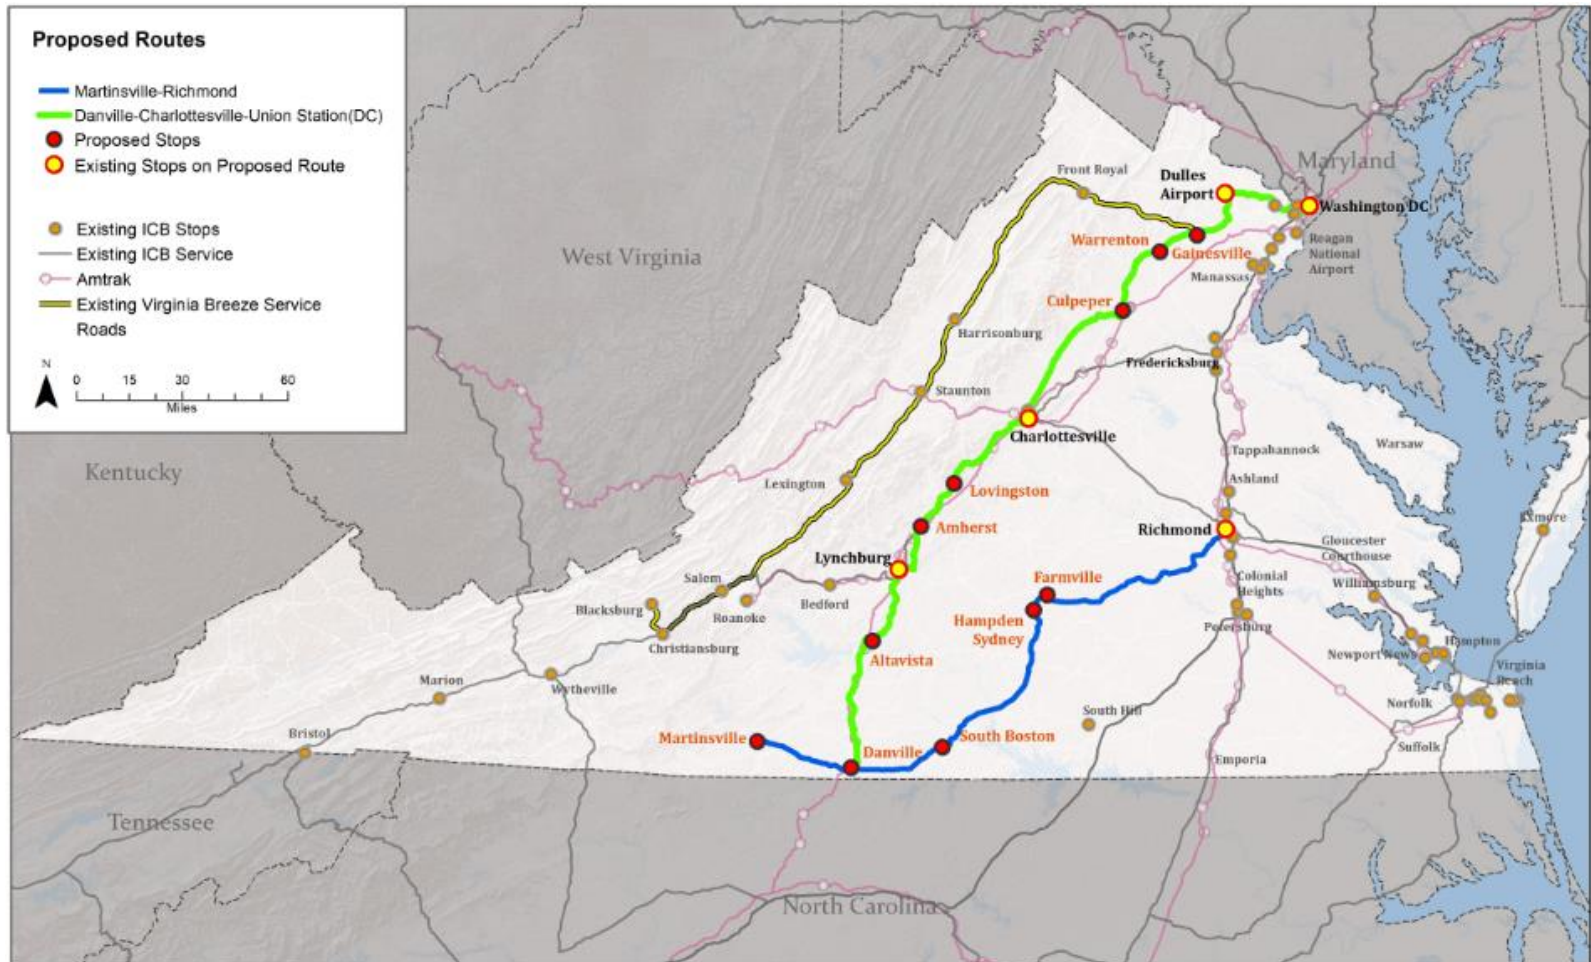 Proposed Routes
Martinsville-Richmond
Danville-Charlottesville-Union Station(DC)
Proposed Stops
Existing Stops on Proposed Route
Existing ICB Stops
Existing ICB Service
Amtrak
Existing Virginia Breeze Service
Roads
N
0 15 30 60
Miles
Maryland
Front Royal
Dulles
Airport
Washington DC
West Virginia
Warrenton
Gainesville
Reagan
National
Airport
Manassas
Culpeper
Harrisonburg
Fredericksburg
Staunton
Charlottesville
Warsaw
Tappahannock
Kentucky
Lexington
Lovingston
Ashland
Amherst
Richmond
Exmore
Gloucester
Courthouse
Lynchburg
Salem
Farmville
Colonial
Heights
Williamsburg
Blacksburg
Roanoke
Bedford
Hampden
Sydney
Petersburg
Christiansburg
Altavista
Hampton
Newport News
Virginia
Beach
Marion
Wytheville
Norfolk
South Hill
Bristol
Martinsville
Danville
South Boston
Suffolk
Emporia
Tennessee
North Carolina